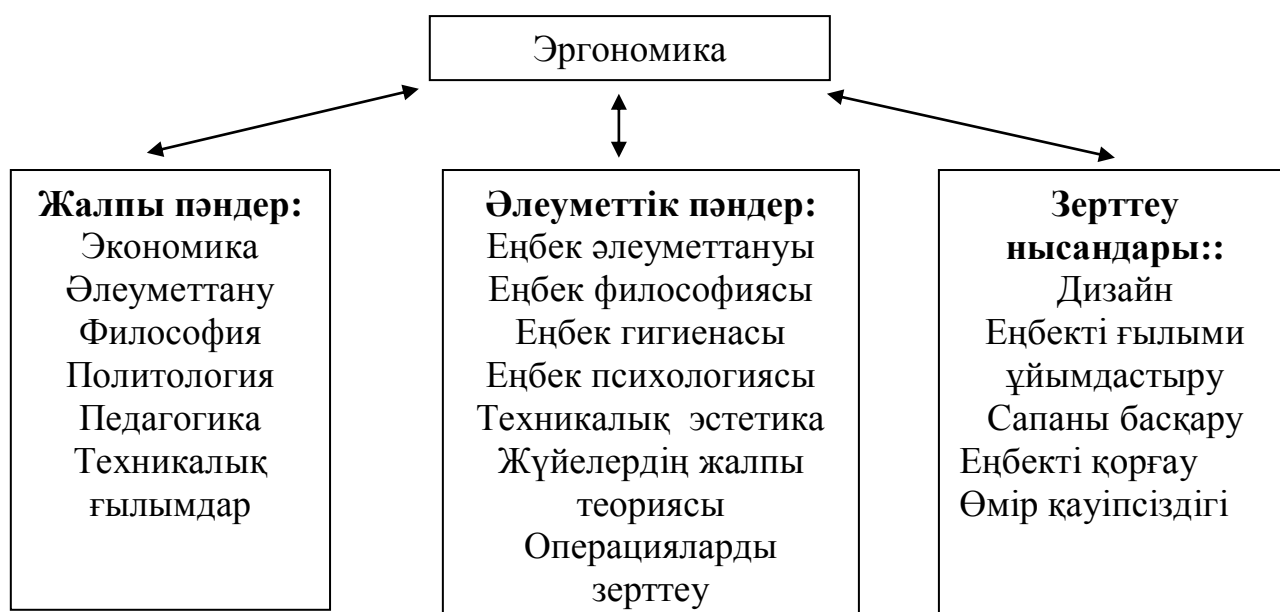 Эргономика
Жалпы пәндер:
Экономика
Әлеуметтану
Философия
Политология
Педагогика
Техникалық
ғылымдар
Әлеуметтік пәндер:
Еңбек әлеуметтануы
Еңбек философиясы
Еңбек гигиенасы
Еңбек психологиясы
Техникалық эстетика
Жүйелердің жалпы
теориясы
Операцияларды
зерттеу
Зерттеу
нысандары::
Дизайн
Еңбекті ғылыми
ұйымдастыру
Сапаны басқару
Еңбекті қорғау
Өмір қауіпсіздігі